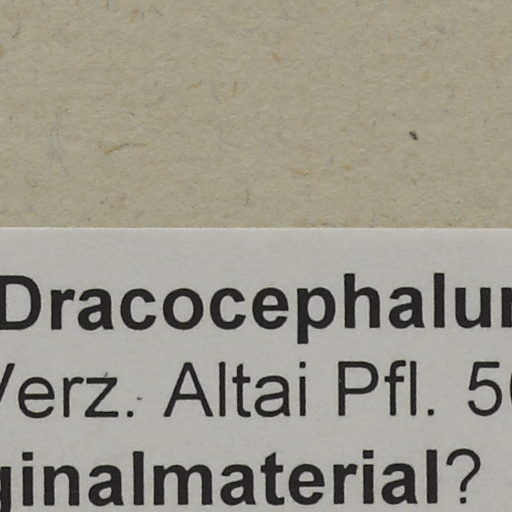 Dracocephalu
Verz. Altai Pfl. 5
ginalmaterial?